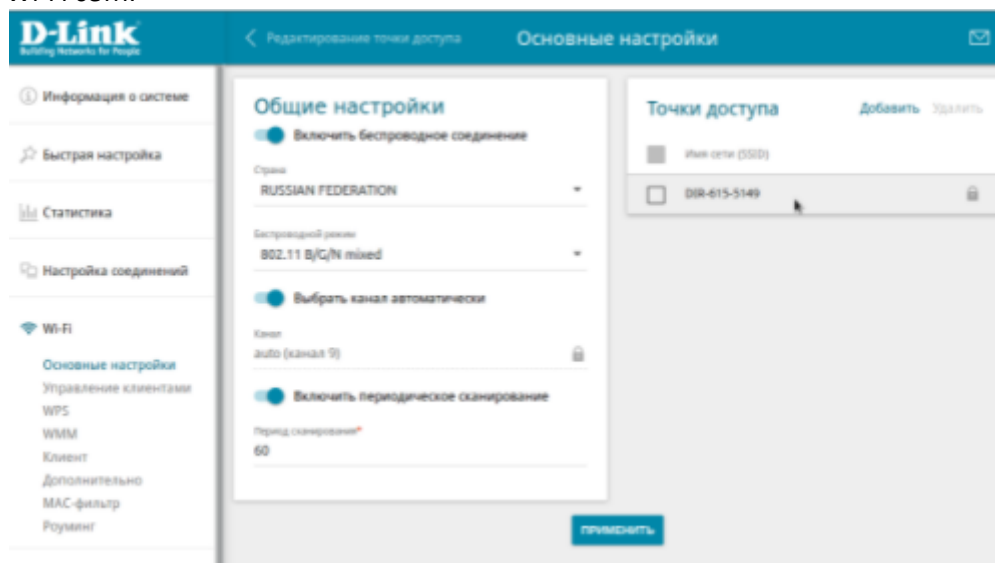 D-Link
Building Networks for People
Редактирование точки доступа
Основные настройки
Информация о системе
Быстрая настройка
Статистика
Настройка соединений
Wi-Fi
Основные настройки
Управление клиентами
WPS
WMM
Клиент
Дополнительно
MAC-фильтр
Роуминг
Общие настройки
Включить беспроводное соединение
Страна
RUSSIAN FEDERATION
Беспроводной режим
802.11 B/G/N mixed
Выбрать канал автоматически
Канал
auto (канал 9)
Включить периодическое сканирование
Период сканирования*
60
Точки доступа
Добавить Удалить
Имя сети (SSID)
DIR-615-5149
ПРИМЕНИТЬ